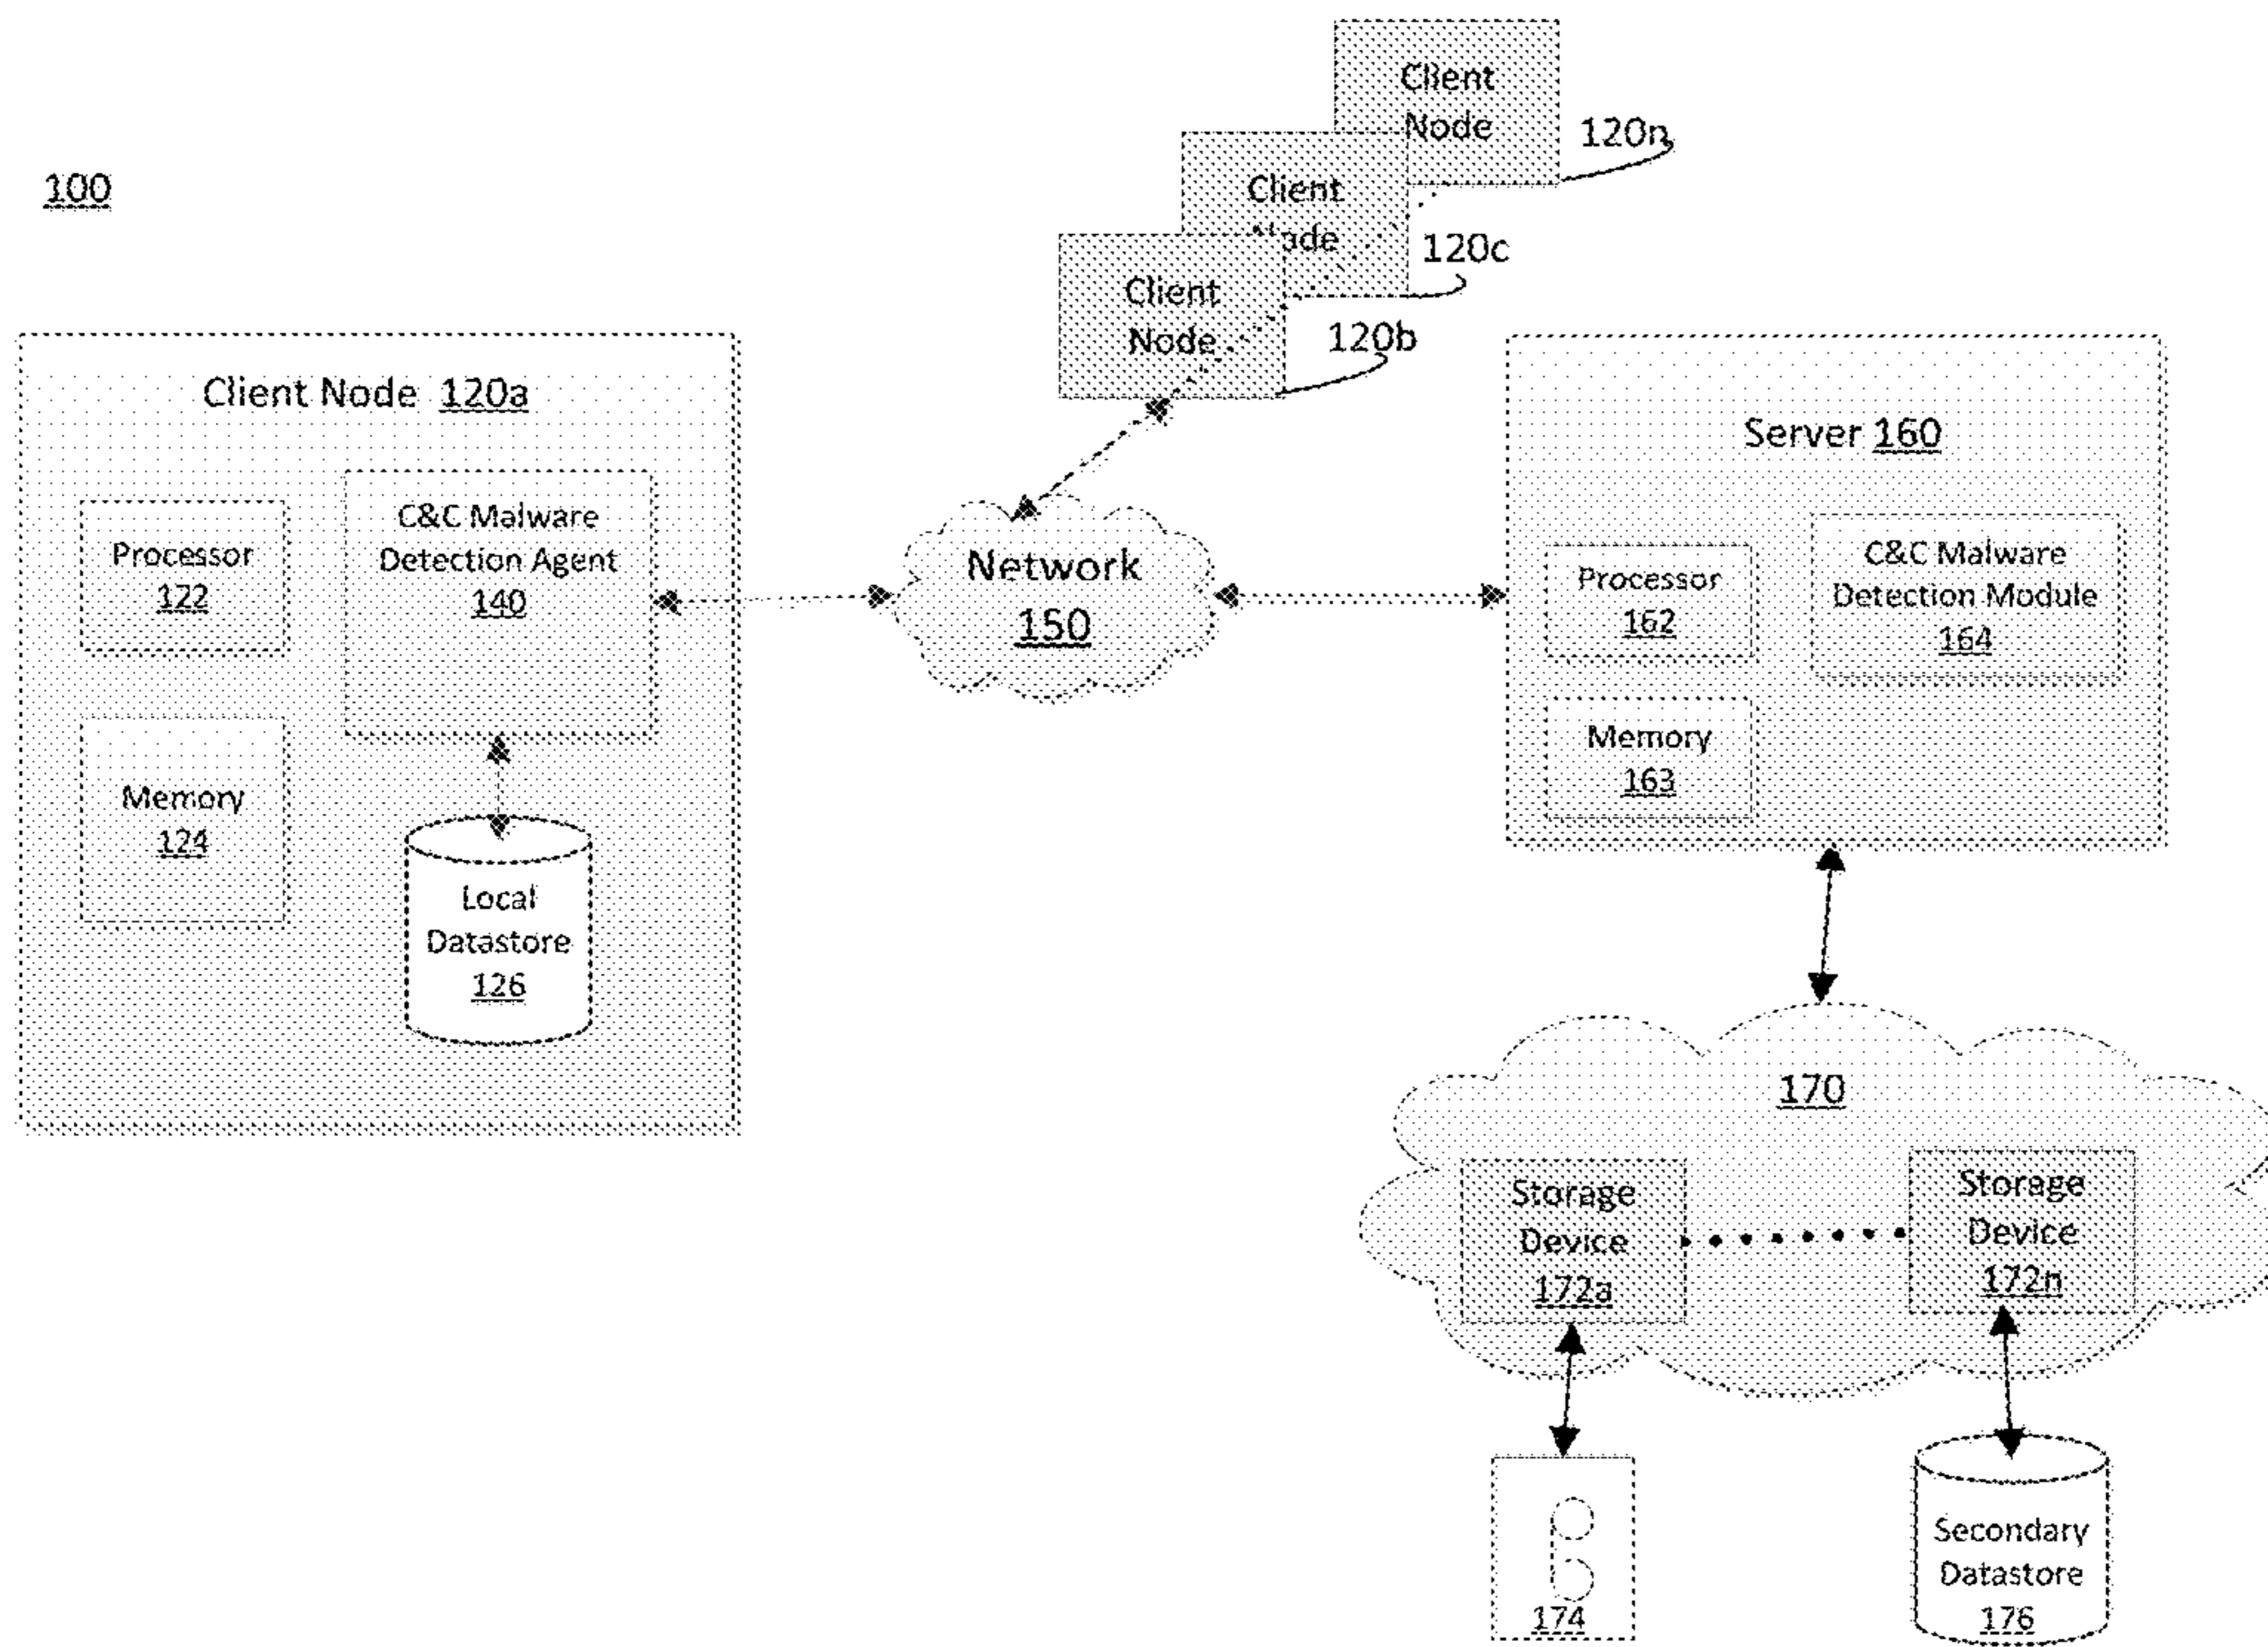 100
Client
Node
120n
Client
Node
120c
Client
Node
120b
Client Node 120a
Processor
122
C&C Malware
Detection Agent
140
Memory
124
Local
Datastore
126
Network
150
Server 160
Processor
162
C&C Malware
Detection Module
164
Memory
163
170
Storage
Device
172a
Storage
Device
172n
174
Secondary
Datastore
176